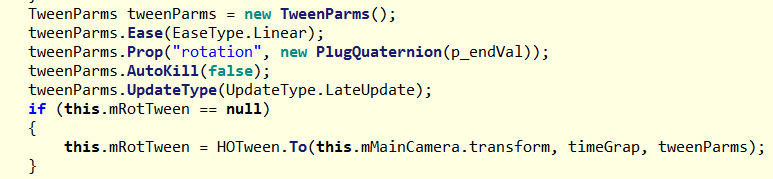 TweenParms tweenParms = new TweenParms();
tweenParms.Ease(EaseType.Linear);
tweenParms.Prop("rotation", new PlugQuaternion(p_endVal));
tweenParms.AutoKill(false);
tweenParms.UpdateType(UpdateType.LateUpdate);
if (this.mRotTween == null)
{
    this.mRotTween = HOTween.To(this.mMainCamera.transform, timeGrap, tweenParms);
}